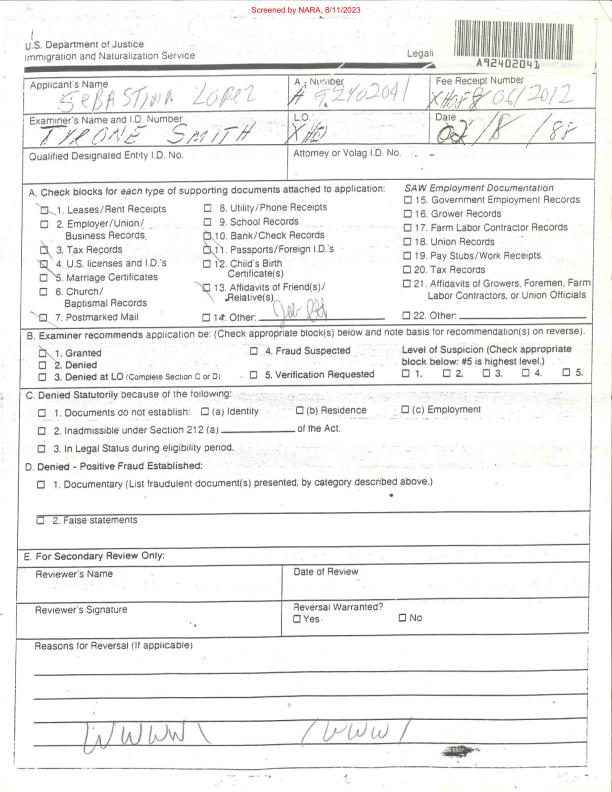 Screened by NARA, 8/11/2023
U.S. Department of Justice
Immigration and Naturalization Service
Legali
A92402041
Applicant's Name
SEBASTIAN LOPEZ
A - Number
A 92402041
Fee Receipt Number
Examiner's Name and I.D. Number
TYRONE SMITH
L.O.
XHO
Date
02/8/88
Qualified Designated Entity I.D. No.
Attorney or Volag I.D. No.
A. Check blocks for each type of supporting documents attached to application:
1. Leases/Rent Receipts
2. Employer/Union/
Business Records
3. Tax Records
4. U.S. licenses and I.D.'s
5. Marriage Certificates
6. Church/
Baptismal Records
7. Postmarked Mail
8. Utility/Phone Receipts
9. School Records
10. Bank/Check Records
11. Passports/Foreign I.D.'s
12. Child's Birth
Certificate(s)
13. Affidavits of Friend(s)/
Relative(s)
14. Other:
SAW Employment Documentation
15. Government Employment Records
16. Grower Records
17. Farm Labor Contractor Records
18. Union Records
19. Pay Stubs/Work Receipts
20. Tax Records
21. Affidavits of Growers, Foremen, Farm
Labor Contractors, or Union Officials
22. Other:
B. Examiner recommends application be: (Check appropriate block(s) below and note basis for recommendation(s) on reverse).
1. Granted
2. Denied
3. Denied at LO (Complete Section C or D)
4. Fraud Suspected
5. Verification Requested
Level of Suspicion (Check appropriate
block below: #5 is highest level.)
1. 2. 3. 4. 5.
C. Denied Statutorily because of the following:
1. Documents do not establish: (a) Identity (b) Residence (c) Employment
2. Inadmissible under Section 212 (a) of the Act.
3. In Legal Status during eligibility period.
D. Denied - Positive Fraud Established:
1. Documentary (List fraudulent document(s) presented, by category described above.)
2. False statements
E. For Secondary Review Only:
Reviewer's Name
Date of Review
Reviewer's Signature
Reversal Warranted?
Yes No
Reasons for Reversal (If applicable)